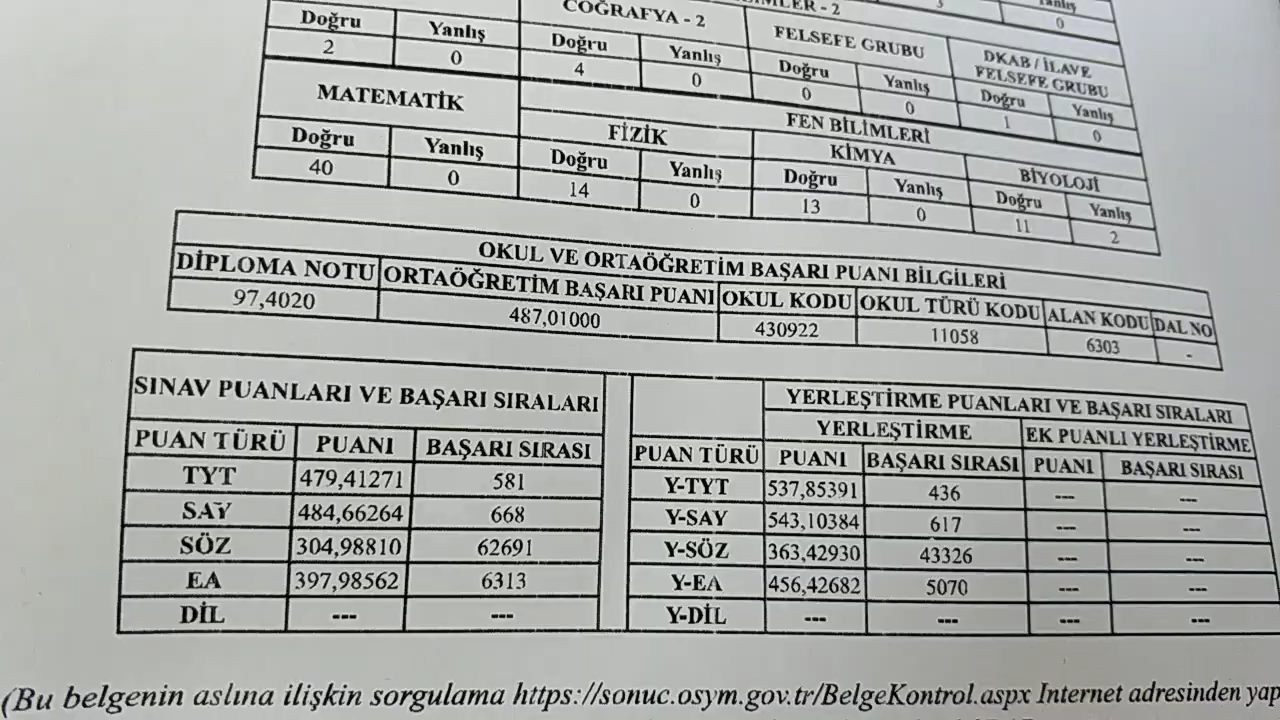 3 Yanlış
0
COĞRAFYA - 2
FELSEFE GRUBU
DKAB / İLAVE
FELSEFE GRUBU
Doğru Yanlış Doğru Yanlış Doğru Yanlış Doğru Yanlış
2 0 4 0 0 0 1 0
MATEMATİK
FEN BİLİMLERİ
FİZİK KİMYA BİYOLOJİ
Doğru Yanlış Doğru Yanlış Doğru Yanlış Doğru Yanlış
40 0 14 0 13 0 11 2
OKUL VE ORTAÖĞRETİM BAŞARI PUANI BİLGİLERİ
DİPLOMA NOTU ORTAÖĞRETİM BAŞARI PUANI OKUL KODU OKUL TÜRÜ KODU ALAN KODU DAL NO
97,4020 487,01000 430922 11058 6303 -
SINAV PUANLARI VE BAŞARI SIRALARI
PUAN TÜRÜ PUANI BAŞARI SIRASI
TYT 479,41271 581
SAY 484,66264 668
SÖZ 304,98810 62691
EA 397,98562 6313
DİL --- ---
YERLEŞTİRME PUANLARI VE BAŞARI SIRALARI
YERLEŞTİRME EK PUANLI YERLEŞTİRME
PUAN TÜRÜ PUANI BAŞARI SIRASI PUANI BAŞARI SIRASI
Y-TYT 537,85391 436 --- ---
Y-SAY 543,10384 617 --- ---
Y-SÖZ 363,42930 43326 --- ---
Y-EA 456,42682 5070 --- ---
Y-DİL --- --- --- ---
(Bu belgenin aslına ilişkin sorgulama https://sonuc.osym.gov.tr/BelgeKontrol.aspx Internet adresinden yap